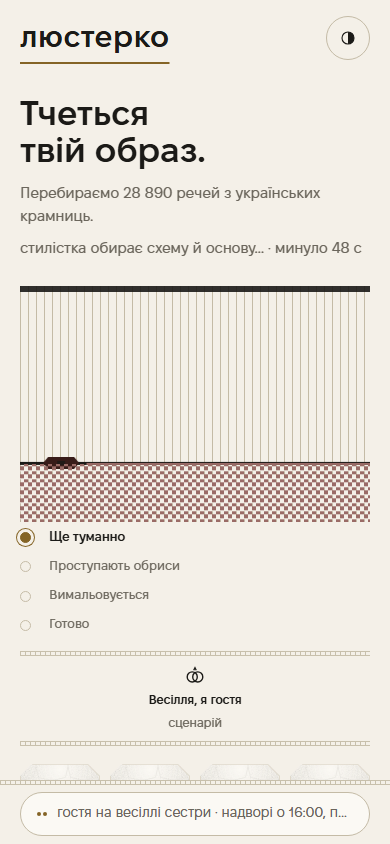 люстерко
Тчеться
твій образ.
Перебираємо 28 890 речей з українських
крамниць.
стилістка обирає схему й основу... · минуло 48 с
Ще туманно
Проступають обриси
Вимальовується
Готово
Весілля, я гостя
сценарій
гостя на весіллі сестри · надворі о 16:00, п...